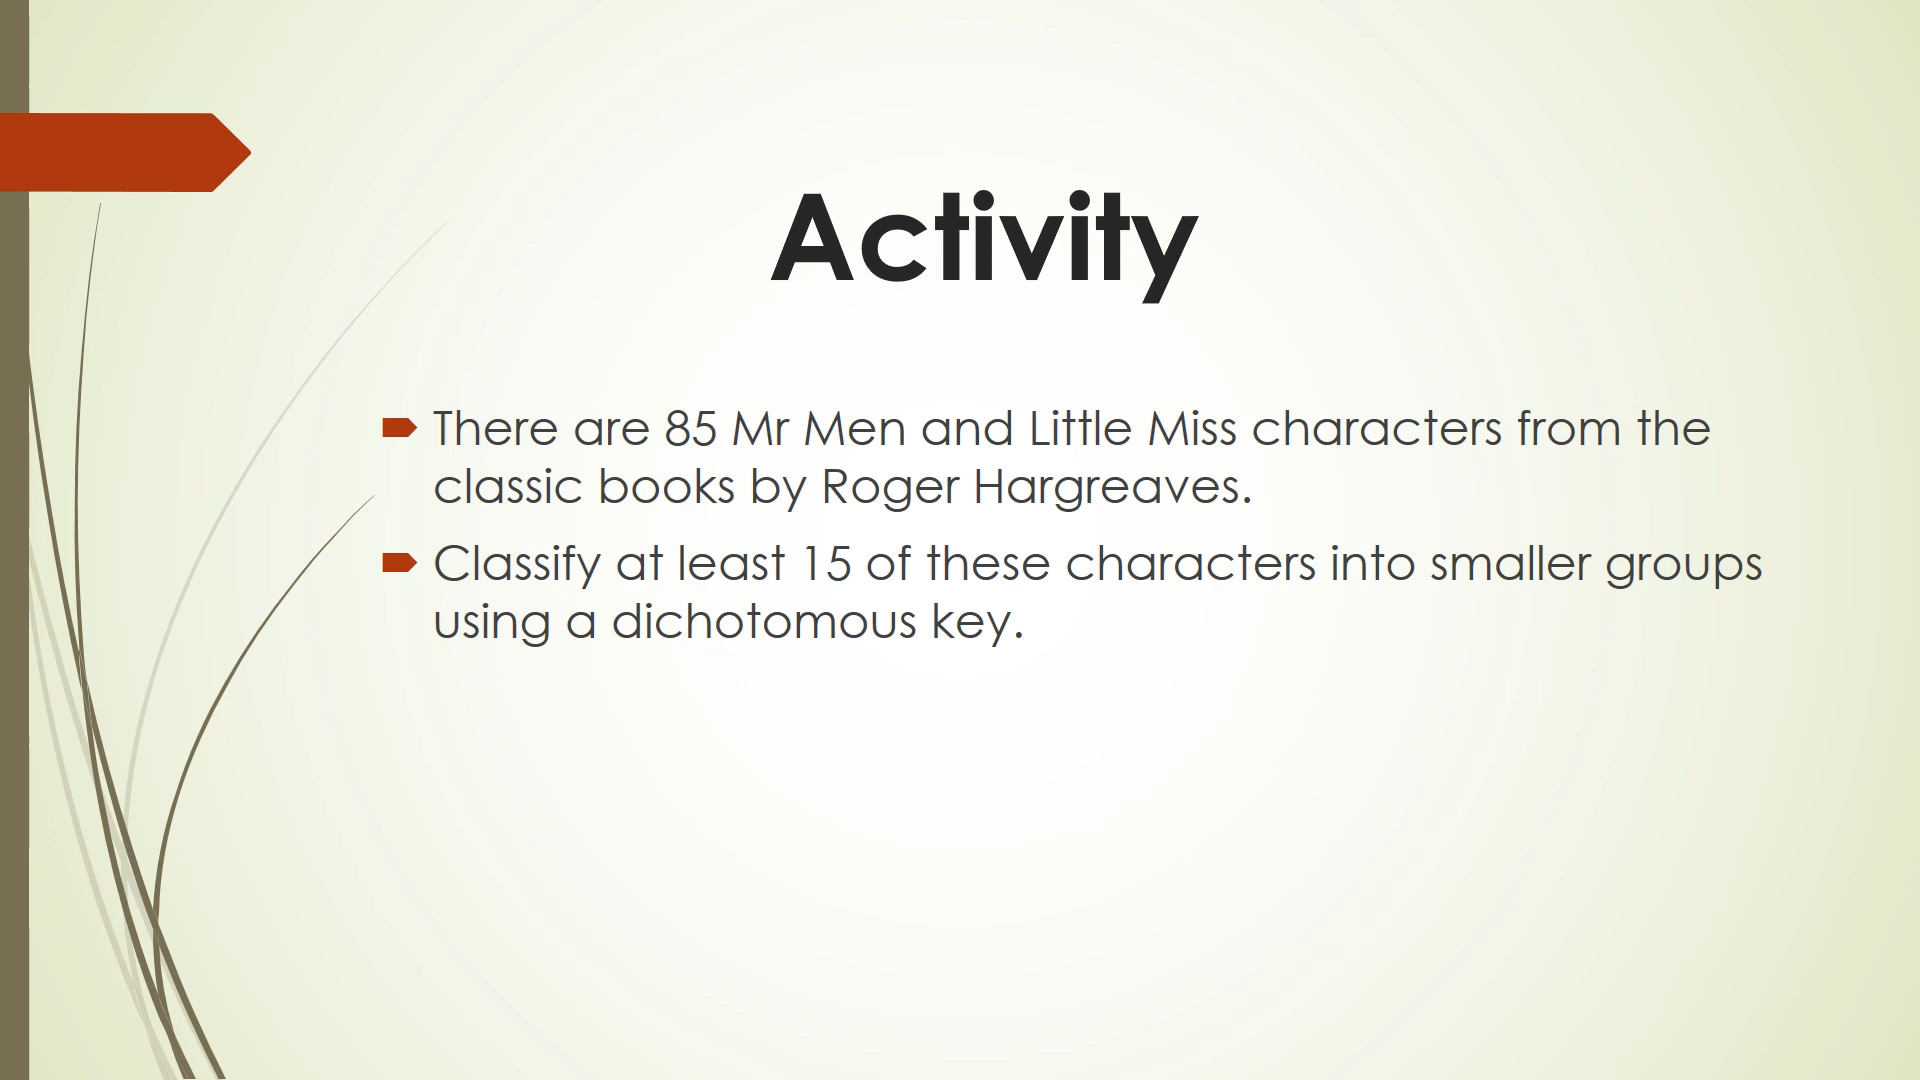 Activity
There are 85 Mr Men and Little Miss characters from the
classic books by Roger Hargreaves.
Classify at least 15 of these characters into smaller groups
using a dichotomous key.